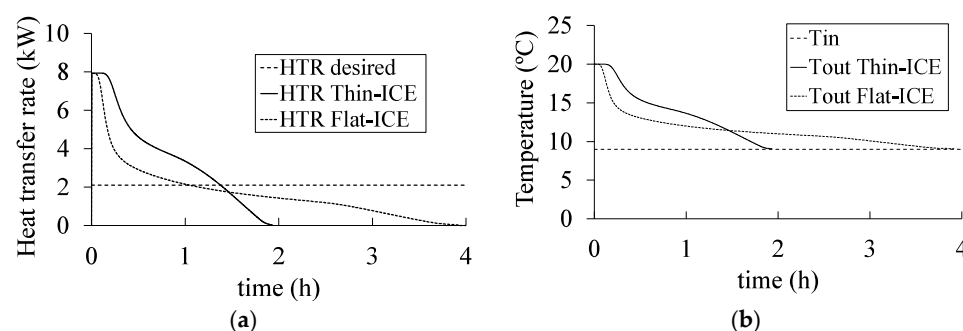 Heat transfer rate (kW)
10
8
6
4
2
0
HTR desired
HTR Thin-ICE
HTR Flat-ICE
0 1 2 3 4
time (h)
(a)
Temperature (ºC)
25
20
15
10
5
0
Tin
Tout Thin-ICE
Tout Flat-ICE
0 1 2 3 4
time (h)
(b)